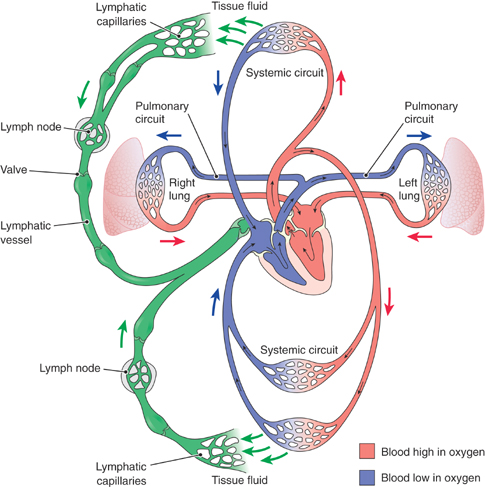 Lymphatic
capillaries
Tissue fluid
Systemic circuit
Pulmonary
circuit
Pulmonary
circuit
Lymph node
Valve
Right
lung
Left
lung
Lymphatic
vessel
Systemic circuit
Lymph node
Lymphatic
capillaries
Tissue fluid
Blood high in oxygen
Blood low in oxygen